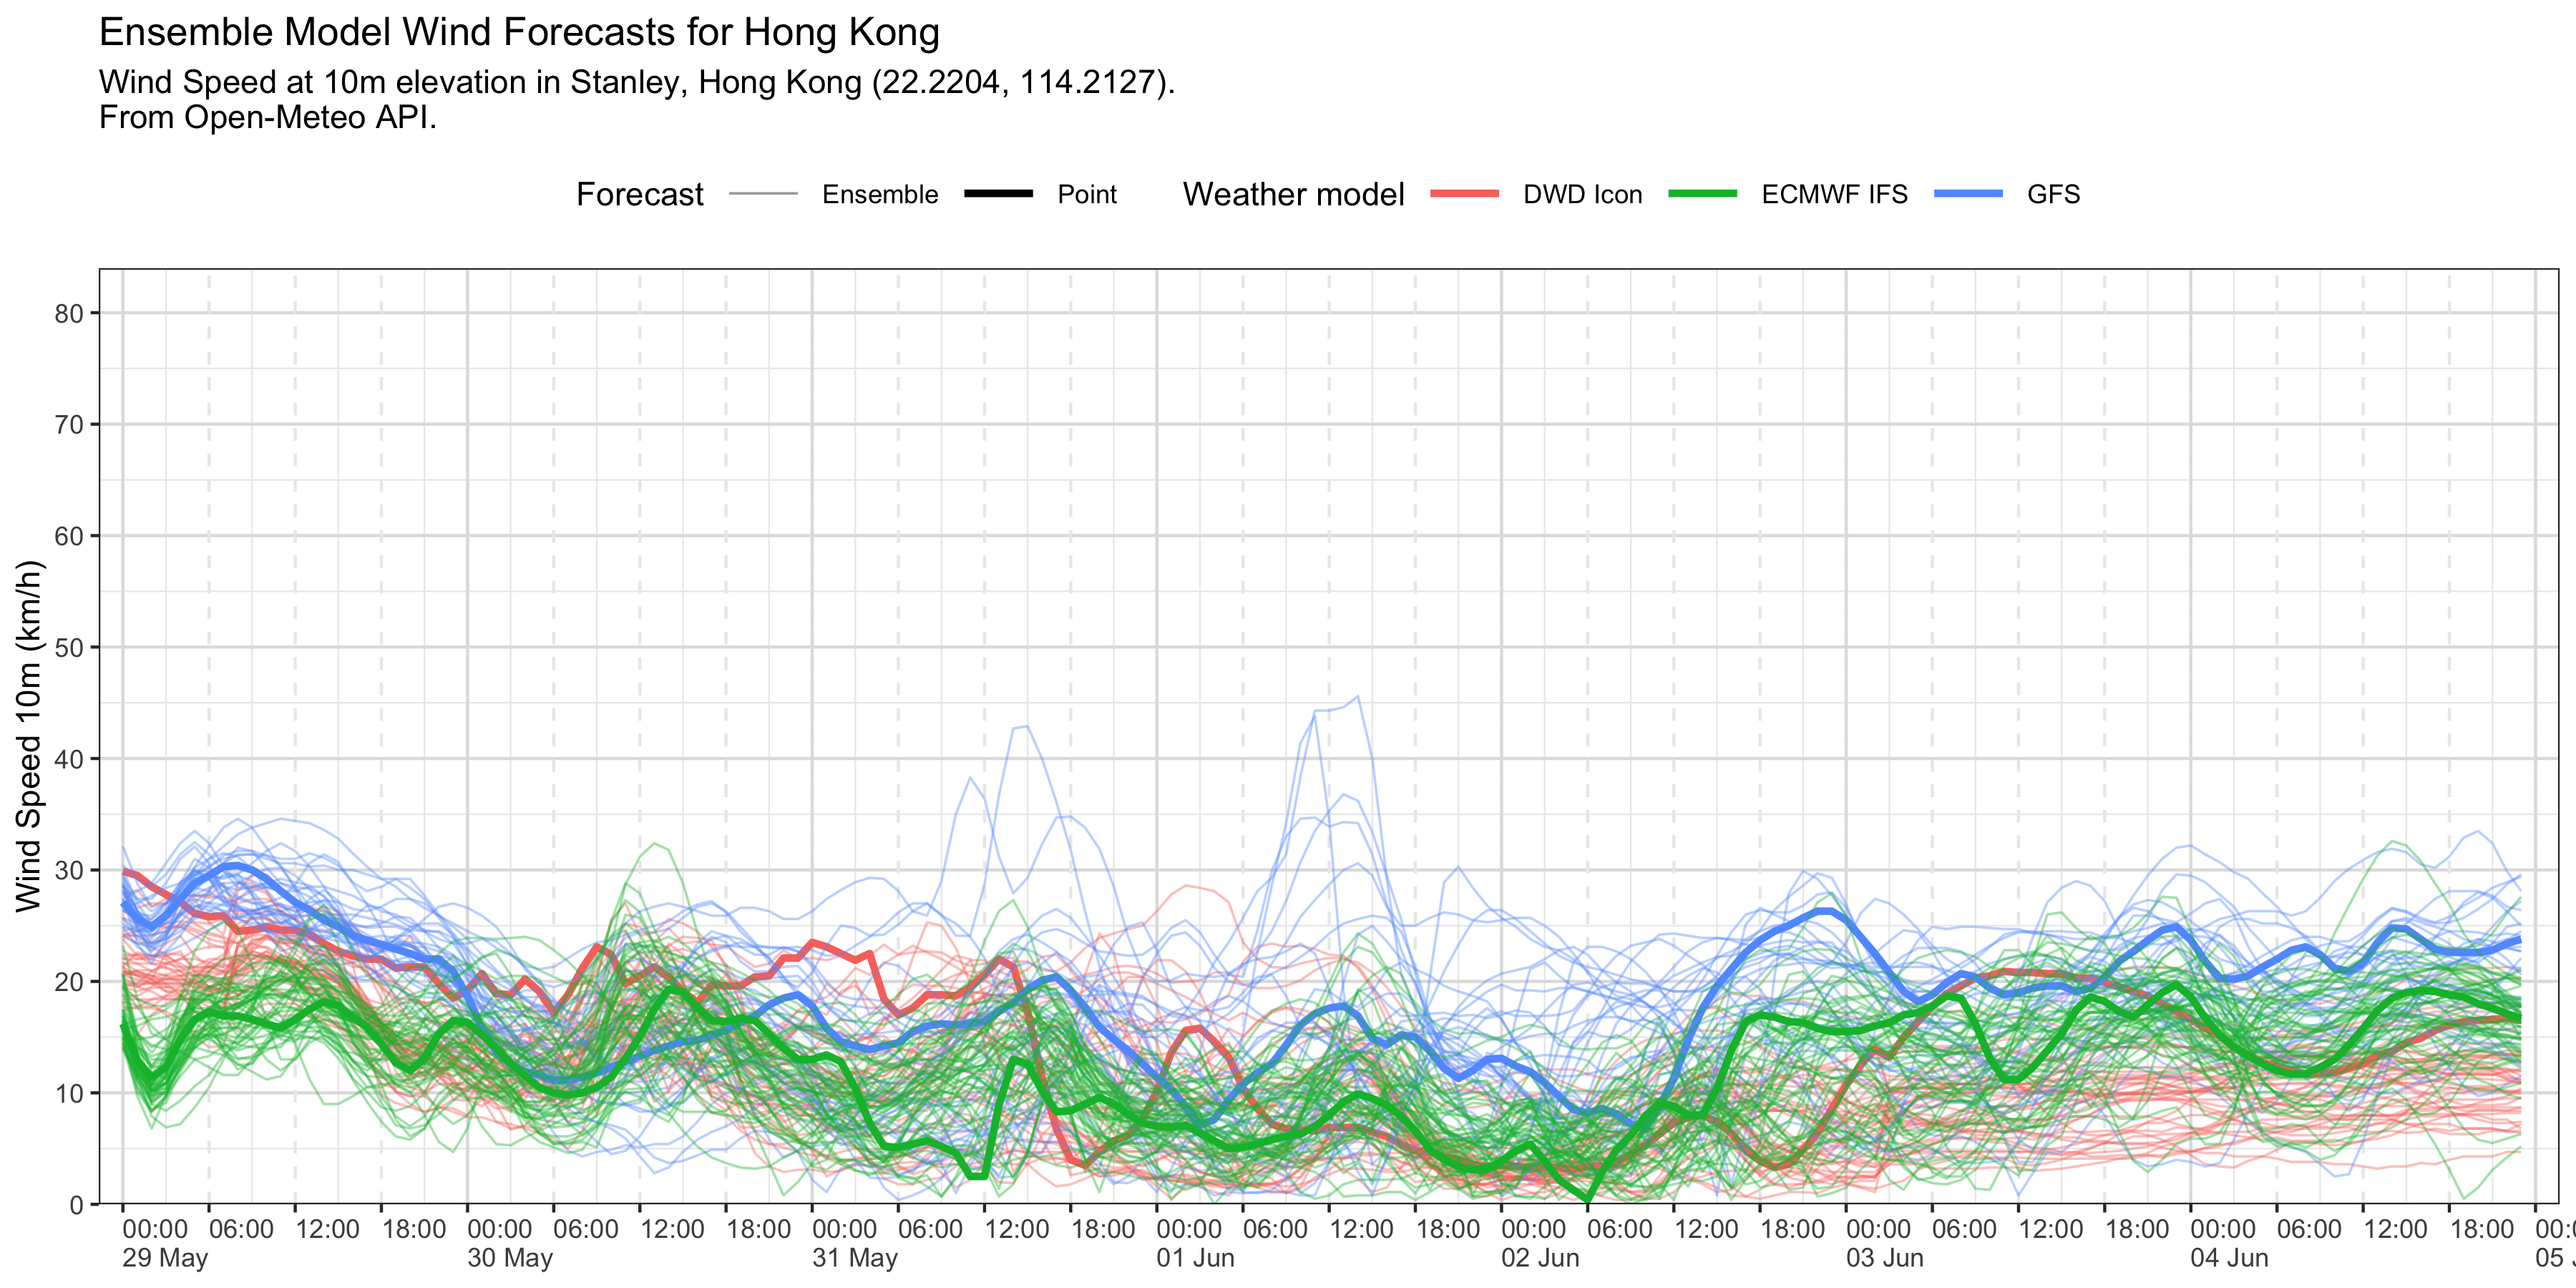 Ensemble Model Wind Forecasts for Hong Kong
Wind Speed at 10m elevation in Stanley, Hong Kong (22.2204, 114.2127).
From Open-Meteo API.
Forecast Ensemble Point Weather model DWD Icon ECMWF IFS GFS
Wind Speed 10m (km/h)
80
70
60
50
40
30
20
10
0
00:00 06:00 12:00 18:00 00:00 06:00 12:00 18:00 00:00 06:00 12:00 18:00 00:00 06:00 12:00 18:00 00:00 06:00 12:00 18:00 00:00 06:00 12:00 18:00 00:00 06:00 12:00 18:00 00:
29 May 30 May 31 May 01 Jun 02 Jun 03 Jun 04 Jun 05